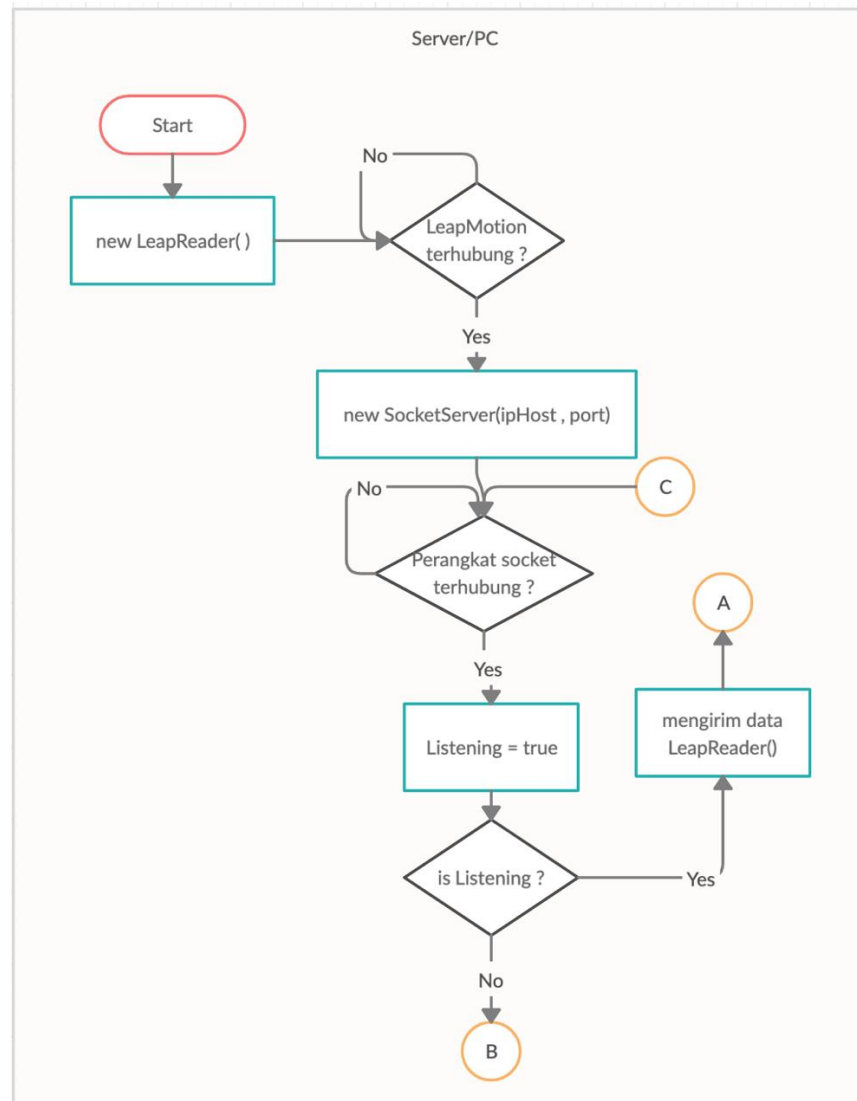 Server/PC
Start
No
new LeapReader( )
LeapMotion
terhubung ?
Yes
new SocketServer(ipHost , port)
No
C
Perangkat socket
terhubung ?
A
Yes
mengirim data
LeapReader()
Listening = true
is Listening ?
Yes
No
B